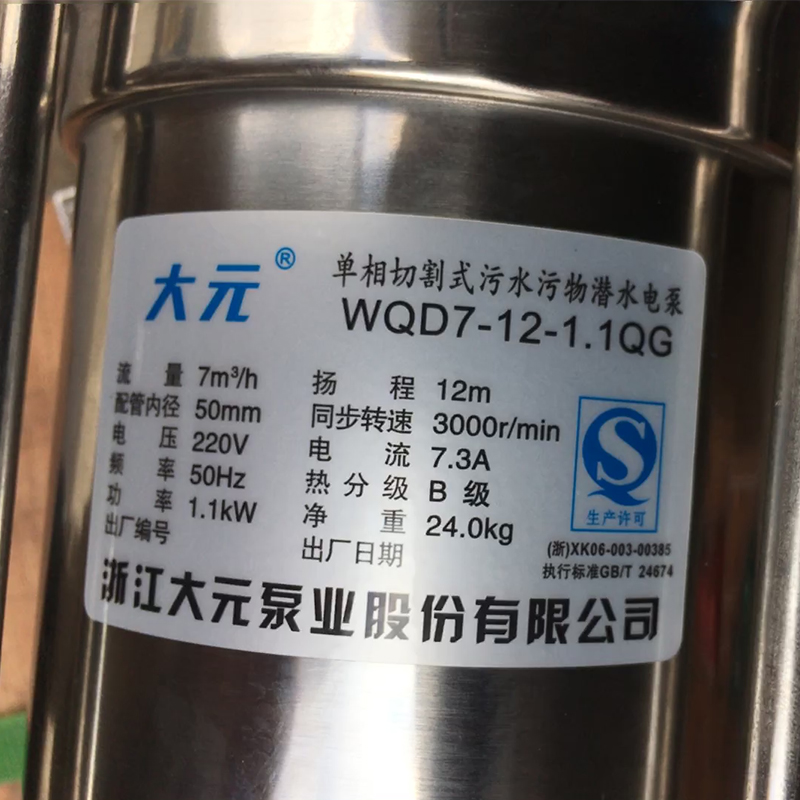 大元®
单相切割式污水污物潜水电泵
WQD7-12-1.1QG
流量 7m³/h
扬程 12m
配管内径 50mm
同步转速 3000r/min
电压 220V
电流 7.3A
频率 50Hz
热分级 B级
功率 1.1kW
净重 24.0kg
出厂编号
出厂日期
生产许可
(浙)XK06-003-00385
执行标准GB/T 24674
浙江大元泵业股份有限公司